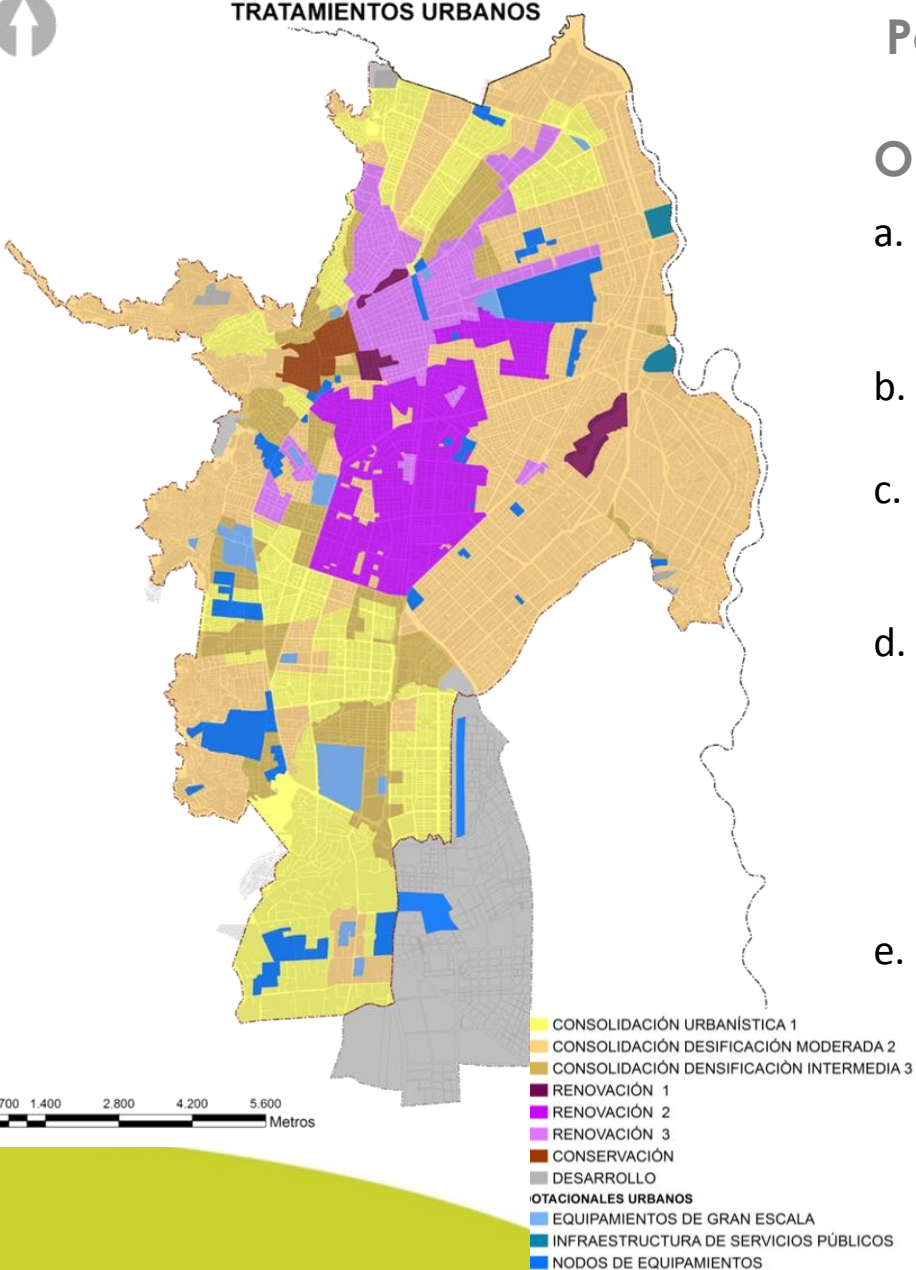 TRATAMIENTOS URBANOS
Pe
O
a.
b.
c.
d.
e.
700 1.400 2.800 4.200 5.600
Metros
CONSOLIDACIÓN URBANÍSTICA 1
CONSOLIDACIÓN DESIFICACIÓN MODERADA 2
CONSOLIDACIÓN DENSIFICACIÒN INTERMEDIA 3
RENOVACIÓN 1
RENOVACIÓN 2
RENOVACIÓN 3
CONSERVACIÓN
DESARROLLO
OTACIONALES URBANOS
EQUIPAMIENTOS DE GRAN ESCALA
INFRAESTRUCTURA DE SERVICIOS PÚBLICOS
NODOS DE EQUIPAMIENTOS